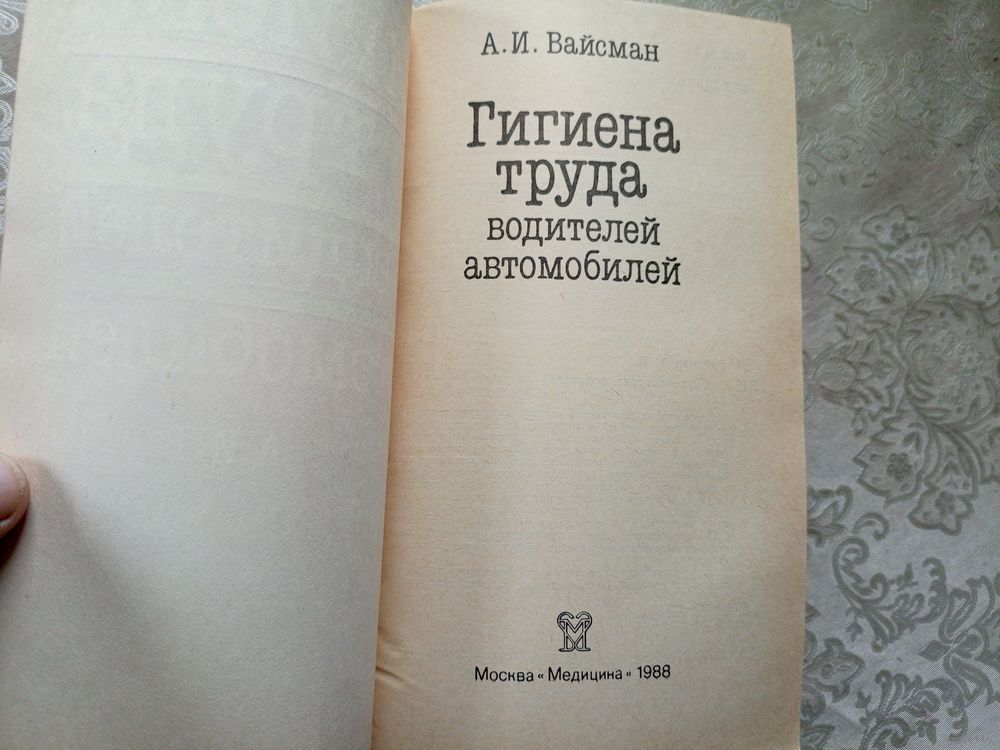 А.И. Вайсман
Гигиена
труда
водителей
автомобилей
Москва «Медицина» 1988